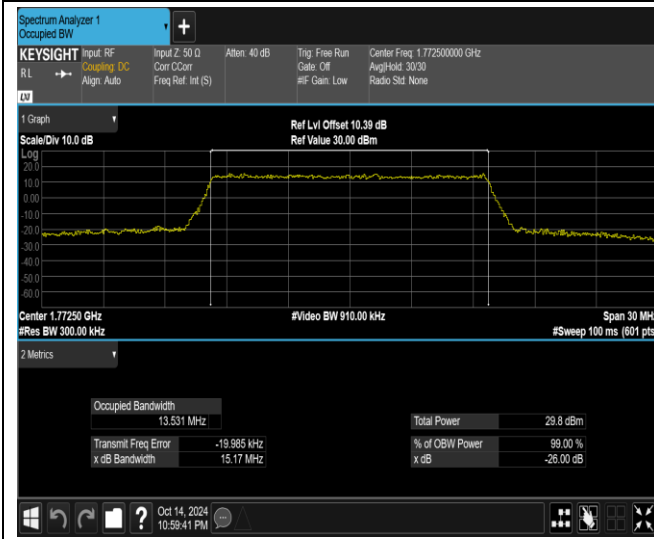 Spectrum Analyzer 1
Occupied BW
+
KEYSIGHT Input: RF Input Z: 50 Ω Atten: 40 dB Trig: Free Run Center Freq: 1.772500000 GHz
RL Coupling: DC Corr CCorr Gate: Off Avg|Hold: 30/30
Align: Auto Freq Ref: Int (S) #IF Gain: Low Radio Std: None
LXI
1 Graph
Ref Lvl Offset 10.39 dB
Scale/Div 10.0 dB Ref Value 30.00 dBm
Log
20.0
10.0
0.00
-10.0
-20.0
-30.0
-40.0
-50.0
-60.0
Center 1.77250 GHz #Video BW 910.00 kHz Span 30 MH
#Res BW 300.00 kHz #Sweep 100 ms (601 pts
2 Metrics
Occupied Bandwidth
13.531 MHz Total Power 29.8 dBm
Transmit Freq Error -19.985 kHz % of OBW Power 99.00 %
x dB Bandwidth 15.17 MHz x dB -26.00 dB
? Oct 14, 2024
10:59:41 PM